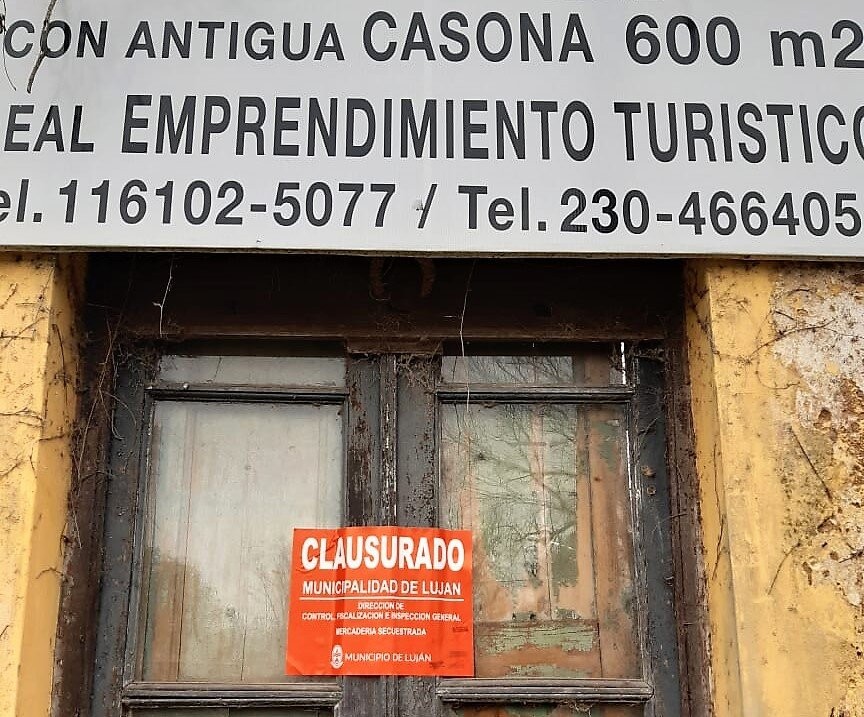 CON ANTIGUA CASONA 600 m2
EAL EMPRENDIMIENTO TURISTICO
el. 116102-5077 / Tel. 230-466405
CLAUSURADO
MUNICIPALIDAD DE LUJAN
DIRECCION DE
CONTROL, FISCALIZACION E INSPECCION GENERAL
MERCADERIA SECUESTRADA
MUNICIPIO DE LUJÁN